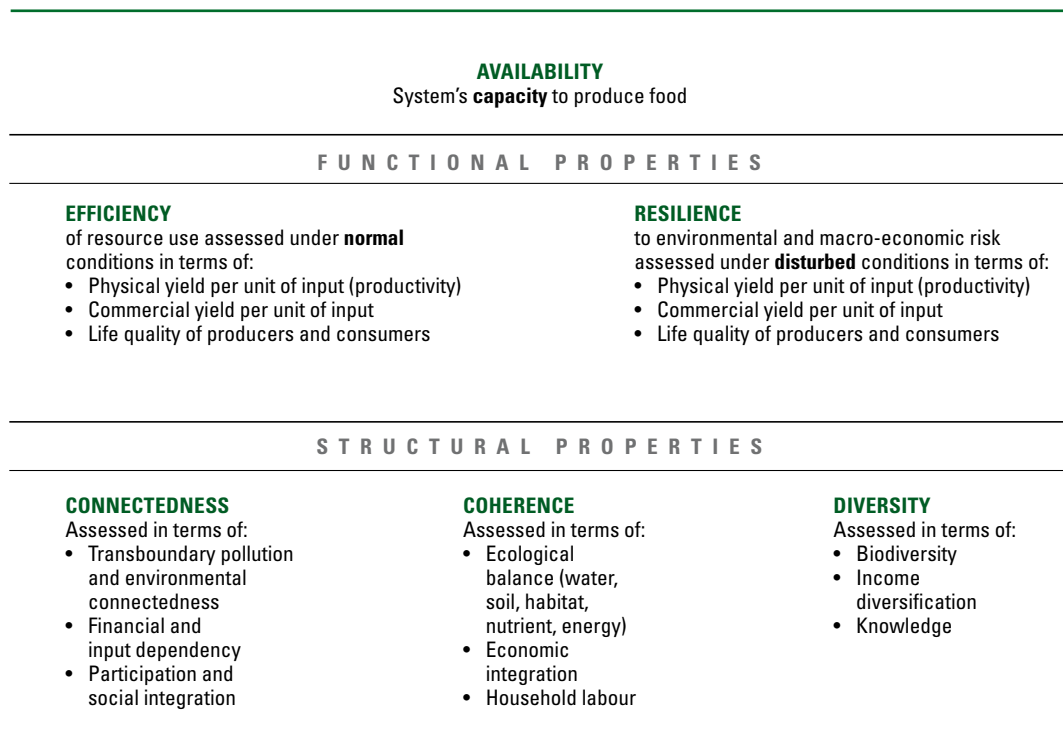 AVAILABILITY
System's capacity to produce food
FUNCTIONAL PROPERTIES
EFFICIENCY
of resource use assessed under normal
conditions in terms of:
• Physical yield per unit of input (productivity)
• Commercial yield per unit of input
• Life quality of producers and consumers
RESILIENCE
to environmental and macro-economic risk
assessed under disturbed conditions in terms of:
• Physical yield per unit of input (productivity)
• Commercial yield per unit of input
• Life quality of producers and consumers
STRUCTURAL PROPERTIES
CONNECTEDNESS
Assessed in terms of:
• Transboundary pollution
and environmental
connectedness
• Financial and
input dependency
• Participation and
social integration
COHERENCE
Assessed in terms of:
• Ecological
balance (water,
soil, habitat,
nutrient, energy)
• Economic
integration
• Household labour
DIVERSITY
Assessed in terms of:
• Biodiversity
• Income
diversification
• Knowledge